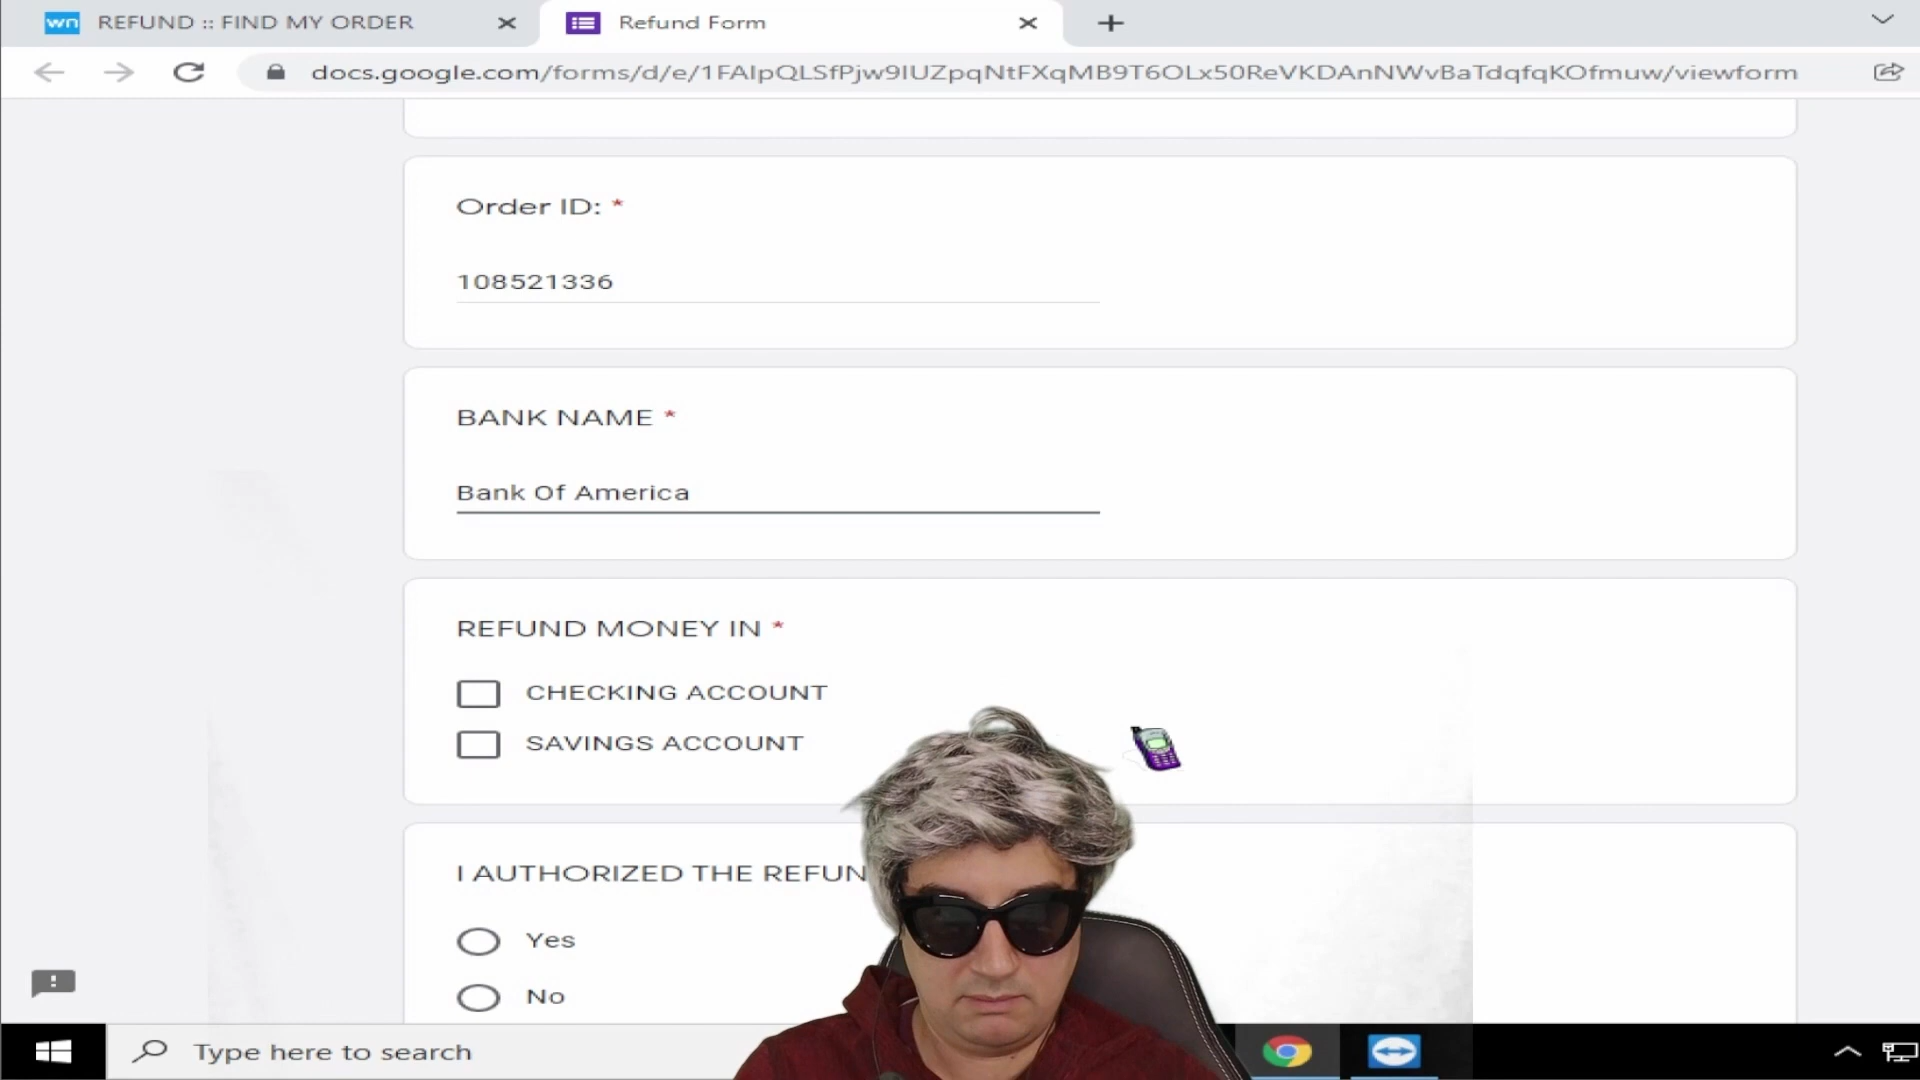 wn REFUND :: FIND MY ORDER
Refund Form
docs.google.com/forms/d/e/1FAIpQLSfPjw9IUZpqNtFXqMB9T6OLx50ReVKDAnNWvBaTdqfqKOfmuw/viewform
Order ID: *
108521336
BANK NAME *
Bank Of America
REFUND MONEY IN *
CHECKING ACCOUNT
SAVINGS ACCOUNT
I AUTHORIZED THE REFUN
Yes
No
Type here to search